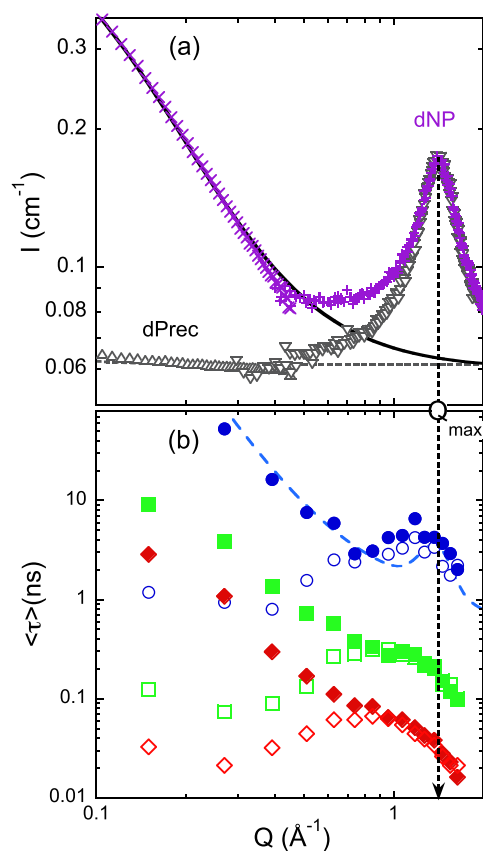 (a)
0.3
0.2
0.1
0.08
0.06
I (cm⁻¹)
dNP
dPrec
Q max
(b)
10
1
0.1
0.01
<τ>(ns)
0.1
1
Q (Å⁻¹)